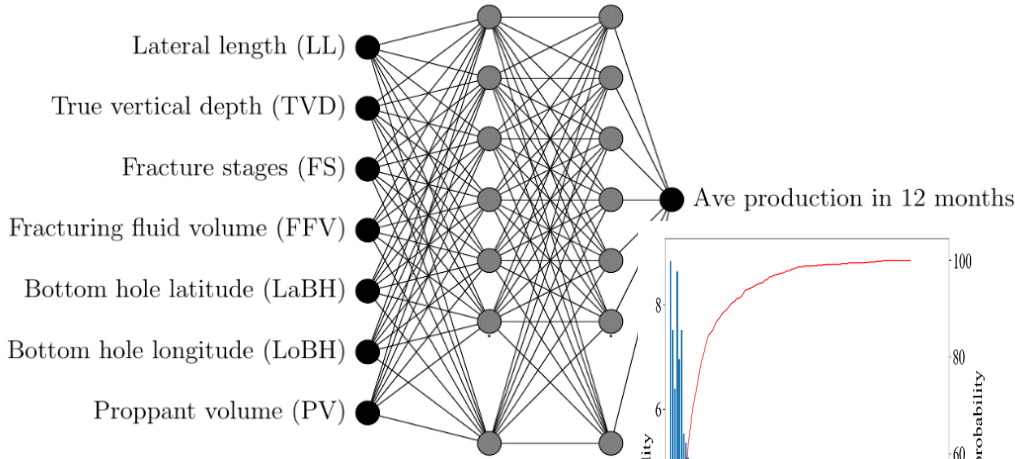 Lateral length (LL)
True vertical depth (TVD)
Fracture stages (FS)
Fracturing fluid volume (FFV)
Bottom hole latitude (LaBH)
Bottom hole longitude (LoBH)
Proppant volume (PV)
Ave production in 12 months
100
8
80
6
60